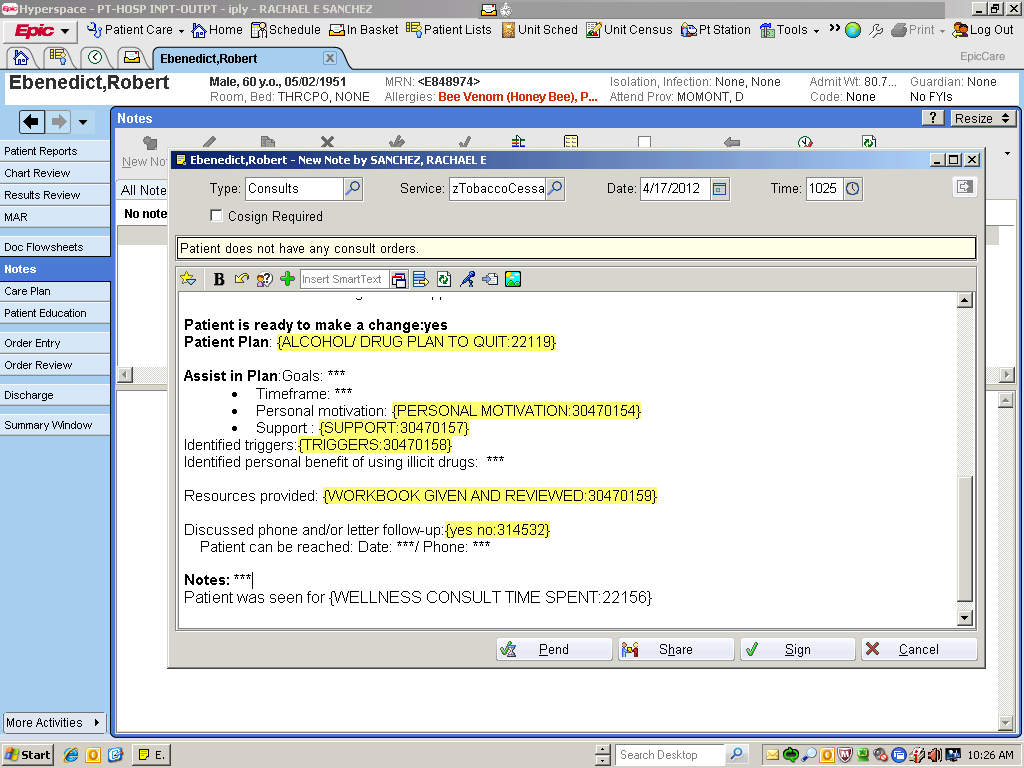 Hyperspace - PT-HOSP INPT-OUTPT - iply - RACHAEL E SANCHEZ
Epic Patient Care Home Schedule In Basket Patient Lists Unit Sched Unit Census Pt Station Tools Print Log Out
Ebenedict,Robert
EpicCare
Ebenedict,Robert
Male, 60 y.o., 05/02/1951 MRN: <E848974> Isolation, Infection: None, None Admit Wt: 80.7... Guardian: None
Room, Bed: THRCPO, NONE Allergies: Bee Venom (Honey Bee), P... Attend Prov: MOMONT, D Code: None No FYIs
Notes ? Resize
Patient Reports
Chart Review
Results Review
MAR
Doc Flowsheets
Notes
Care Plan
Patient Education
Order Entry
Order Review
Discharge
Summary Window
More Activities
New No
All Note
No note
Ebenedict,Robert - New Note by SANCHEZ, RACHAEL E
Type: Consults Service: zTobaccoCessa Date: 4/17/2012 Time: 1025
Cosign Required
Patient does not have any consult orders.
B Insert SmartText
Patient is ready to make a change:yes
Patient Plan: {ALCOHOL/ DRUG PLAN TO QUIT:22119}
Assist in Plan:Goals: ***
• Timeframe: ***
• Personal motivation: {PERSONAL MOTIVATION:30470154}
• Support : {SUPPORT:30470157}
Identified triggers:{TRIGGERS:30470158}
Identified personal benefit of using illicit drugs: ***
Resources provided: {WORKBOOK GIVEN AND REVIEWED:30470159}
Discussed phone and/or letter follow-up:{yes no:314532}
Patient can be reached: Date: ***/ Phone: ***
Notes: ***
Patient was seen for {WELLNESS CONSULT TIME SPENT:22156}
Pend Share Sign Cancel
Start E. Search Desktop 10:26 AM